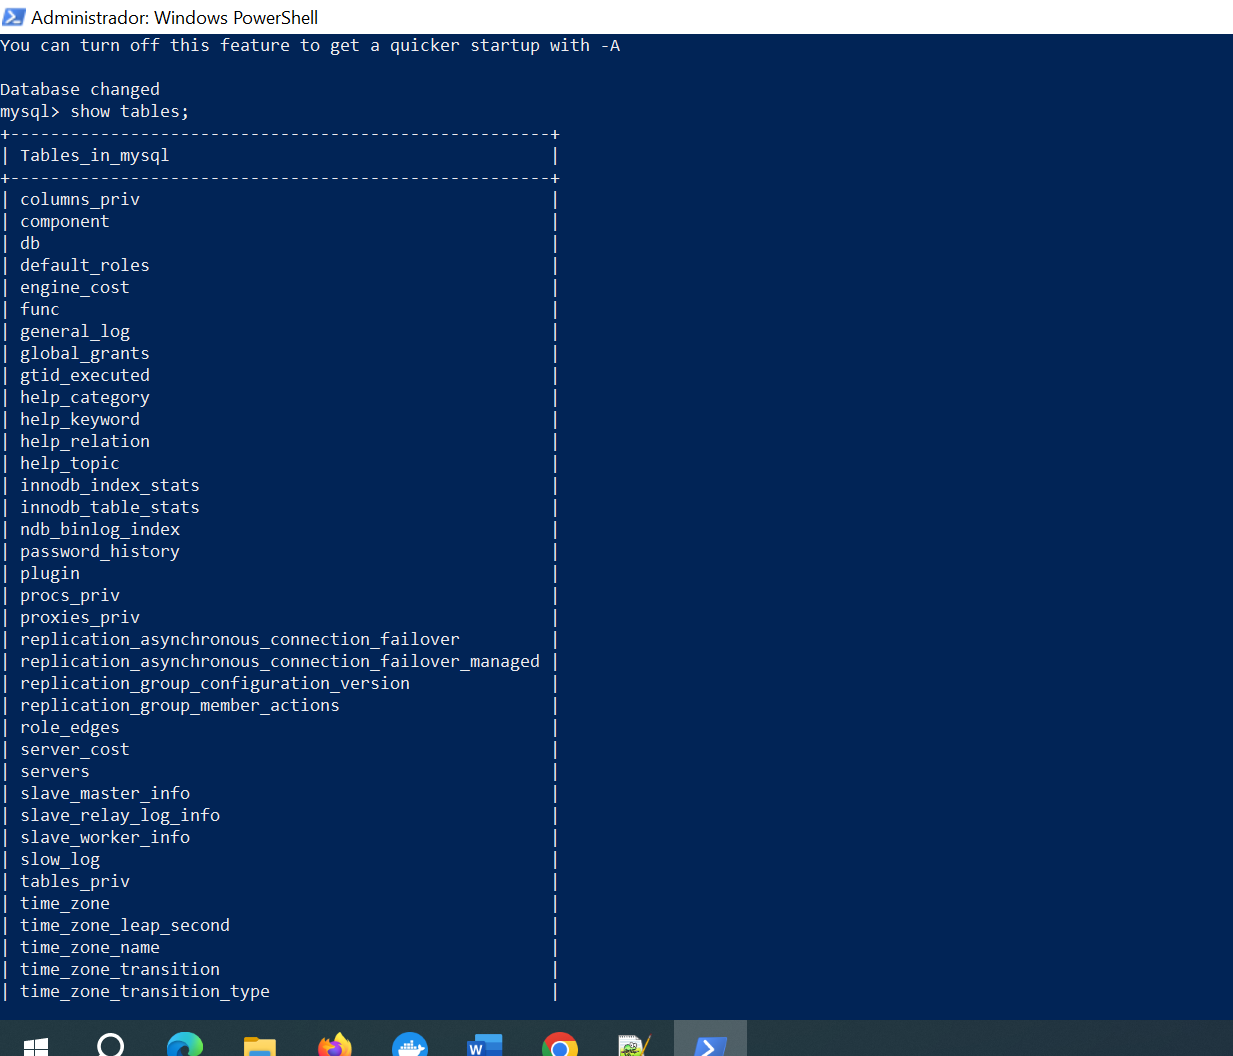 Administrador: Windows PowerShell
You can turn off this feature to get a quicker startup with -A
Database changed
mysql> show tables;
+------------------------------------------------------+
| Tables_in_mysql                                      |
+------------------------------------------------------+
| columns_priv                                         |
| component                                            |
| db                                                   |
| default_roles                                        |
| engine_cost                                          |
| func                                                 |
| general_log                                          |
| global_grants                                        |
| gtid_executed                                        |
| help_category                                        |
| help_keyword                                         |
| help_relation                                        |
| help_topic                                           |
| innodb_index_stats                                   |
| innodb_table_stats                                   |
| ndb_binlog_index                                     |
| password_history                                     |
| plugin                                               |
| procs_priv                                           |
| proxies_priv                                         |
| replication_asynchronous_connection_failover         |
| replication_asynchronous_connection_failover_managed |
| replication_group_configuration_version              |
| replication_group_member_actions                     |
| role_edges                                           |
| server_cost                                          |
| servers                                              |
| slave_master_info                                    |
| slave_relay_log_info                                 |
| slave_worker_info                                    |
| slow_log                                             |
| tables_priv                                          |
| time_zone                                            |
| time_zone_leap_second                                |
| time_zone_name                                       |
| time_zone_transition                                 |
| time_zone_transition_type                            |
W